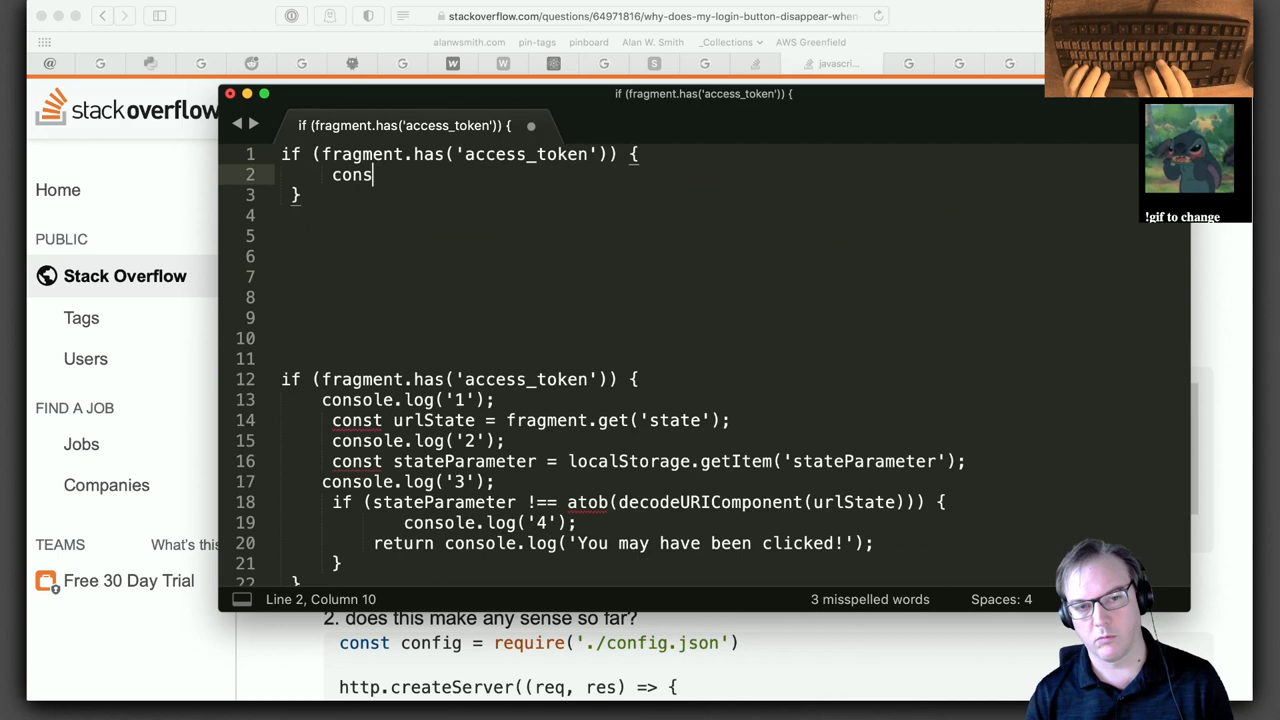 stackoverflow.com/questions/64971816/why-does-my-login-button-disappear-when-
alanwsmith.com pin-tags pinboard Alan W. Smith _Collections AWS Greenfield
javascri...
stackoverflow
if (fragment.has('access_token') {
if (fragment.has('access_token')) {
Home
PUBLIC
Stack Overflow
Tags
Users
FIND A JOB
Jobs
Companies
TEAMS What's this
Free 30 Day Trial
1 if (fragment.has('access_token')) {
2 cons
3 }
4
5
6
7
8
9
10
11
12 if (fragment.has('access_token')) {
13 console.log('1');
14 const urlState = fragment.get('state');
15 console.log('2');
16 const stateParameter = localStorage.getItem('stateParameter');
17 console.log('3');
18 if (stateParameter !== atob(decodeURIComponent(urlState))) {
19 console.log('4');
20 return console.log('You may have been clicked!');
21 }
22 }
Line 2, Column 10 3 misspelled words Spaces: 4
2. does this make any sense so far?
const config = require('./config.json')
http.createServer((req, res) => {
!gif to change